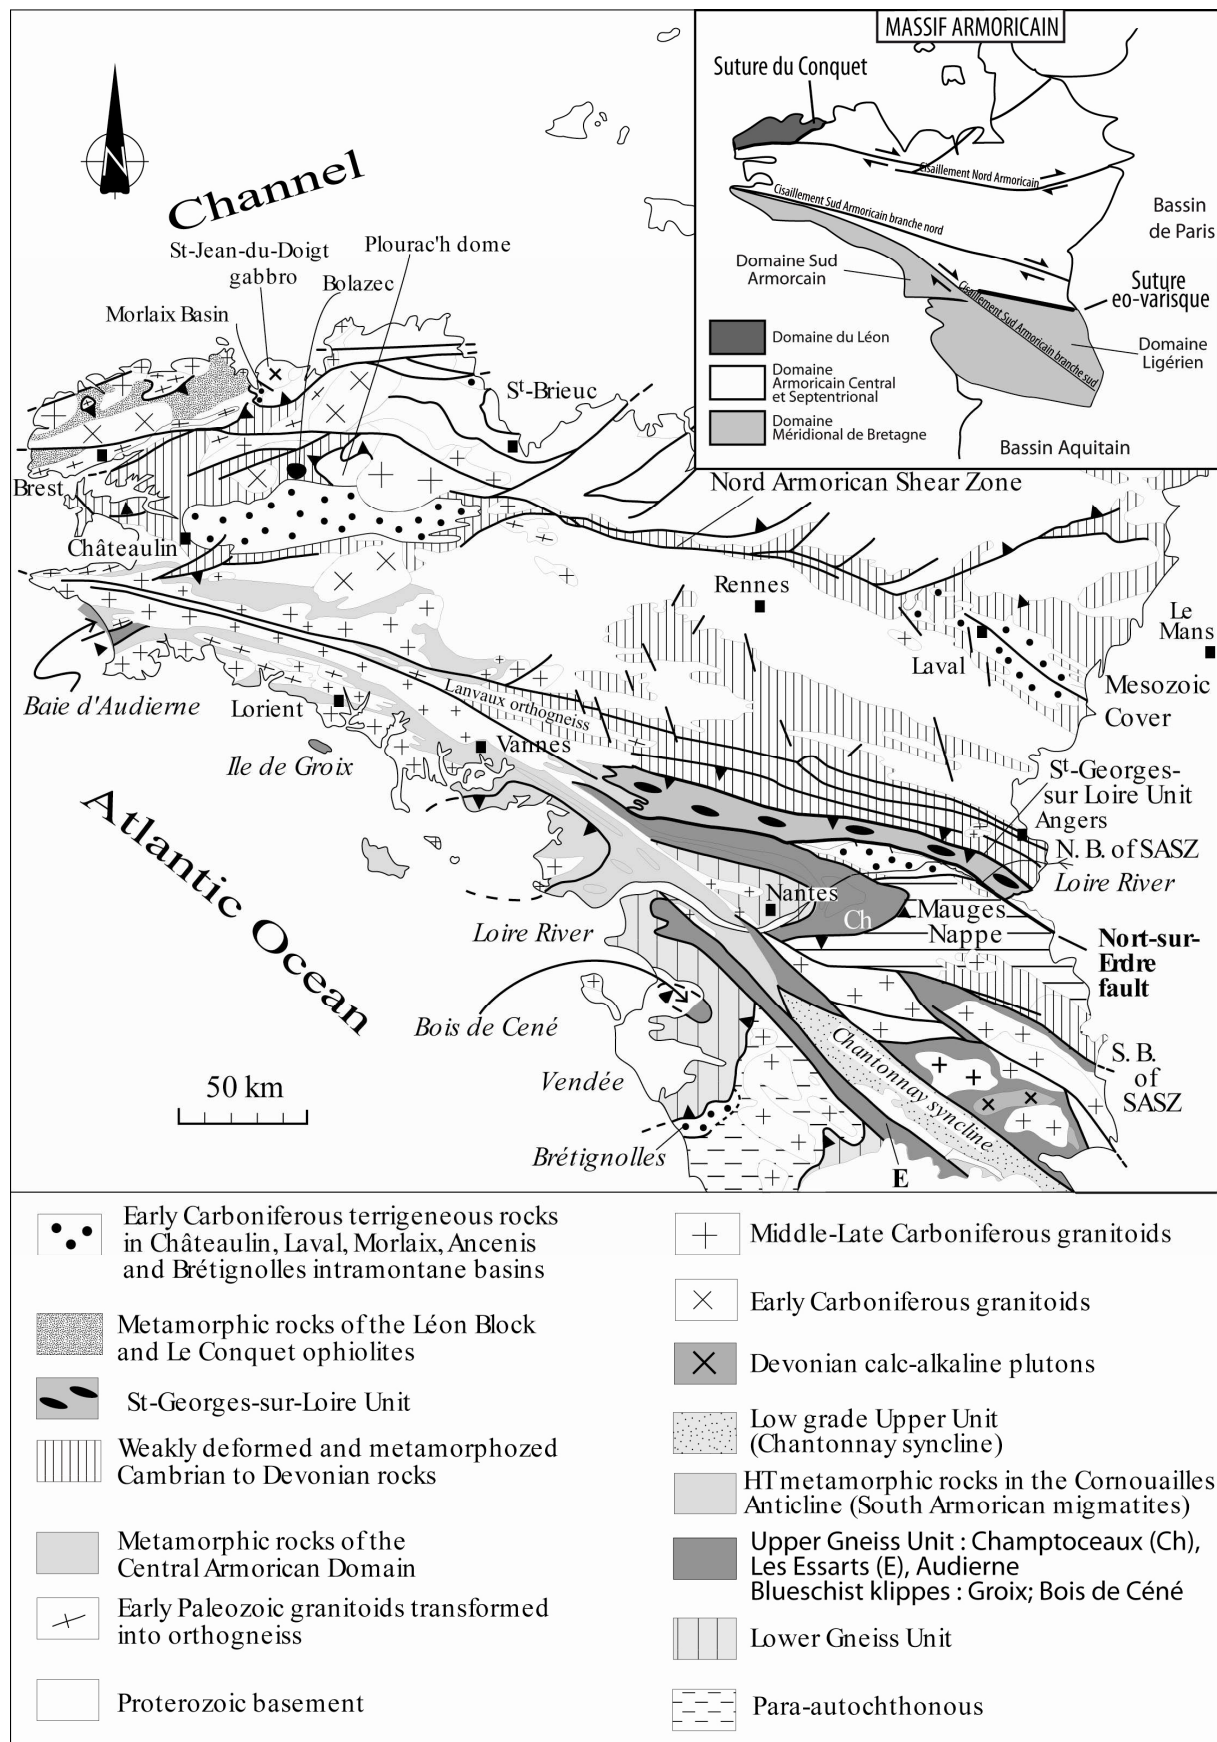 MASSIF ARMORICAIN
Suture du Conquet
Cisaillement Nord Armoricain
Cisaillement Sud Armoricain branche nord
Bassin
de Paris
Domaine Sud
Armorcain
Suture
eo-varisque
Cisaillement Sud Armoricain branche sud
Domaine
Ligérien
Domaine du Léon
Domaine
Armoricain Central
et Septentrional
Domaine
Méridional de Bretagne
Bassin Aquitain
N
Channel
St-Jean-du-Doigt
gabbro
Plourac'h dome
Bolazec
Morlaix Basin
St-Brieuc
Brest
Nord Armorican Shear Zone
Châteaulin
Rennes
Le
Mans
Laval
Mesozoic
Cover
Baie d'Audierne
Lorient
Lanvaux orthogneiss
Vannes
Ile de Groix
St-Georges-
sur Loire Unit
Angers
N. B. of SASZ
Loire River
Atlantic Ocean
Nantes
Ch
Mauges
Nappe
Loire River
Nort-sur-
Erdre
fault
Bois de Cené
Chantonnay syncline
S. B.
of
SASZ
50 km
Vendée
Brétignolles
E
Early Carboniferous terrigeneous rocks
in Châteaulin, Laval, Morlaix, Ancenis
and Brétignolles intramontane basins
Metamorphic rocks of the Léon Block
and Le Conquet ophiolites
St-Georges-sur-Loire Unit
Weakly deformed and metamorphozed
Cambrian to Devonian rocks
Metamorphic rocks of the
Central Armorican Domain
Early Paleozoic granitoids transformed
into orthogneiss
Proterozoic basement
Middle-Late Carboniferous granitoids
Early Carboniferous granitoids
Devonian calc-alkaline plutons
Low grade Upper Unit
(Chantonnay syncline)
HT metamorphic rocks in the Cornouailles
Anticline (South Armorican migmatites)
Upper Gneiss Unit : Champtoceaux (Ch),
Les Essarts (E), Audierne
Blueschist klippes : Groix; Bois de Céné
Lower Gneiss Unit
Para-autochthonous